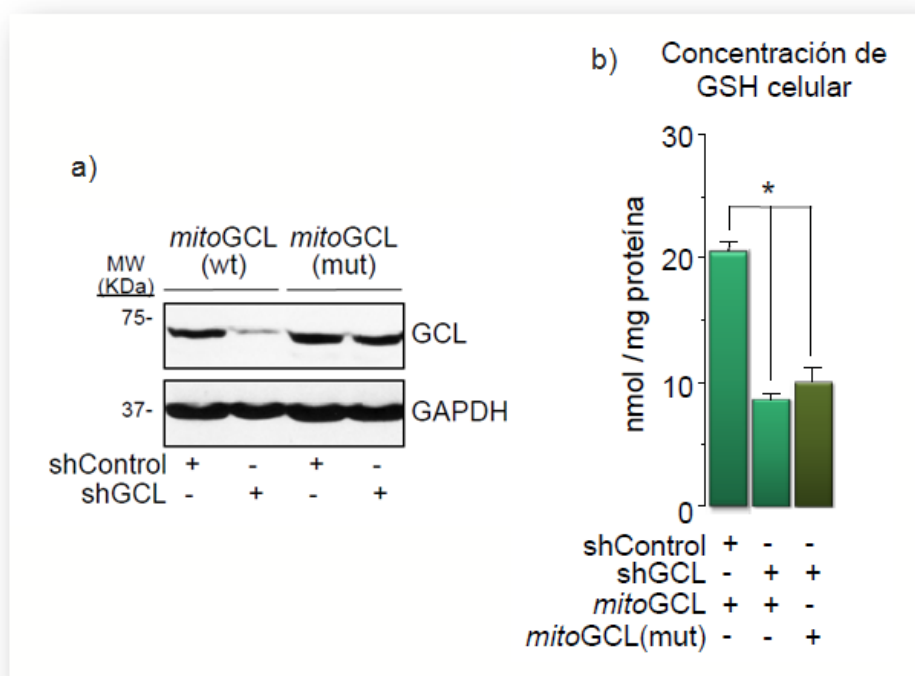 a)
mitoGCL mitoGCL
(wt) (mut)
MW
(KDa)
75-
GCL
37-
GAPDH
shControl + - + -
shGCL - + - +
b) Concentración de
GSH celular
nmol / mg proteína
30
*
20
10
0
shControl + - -
shGCL - + +
mitoGCL + + -
mitoGCL(mut) - - +